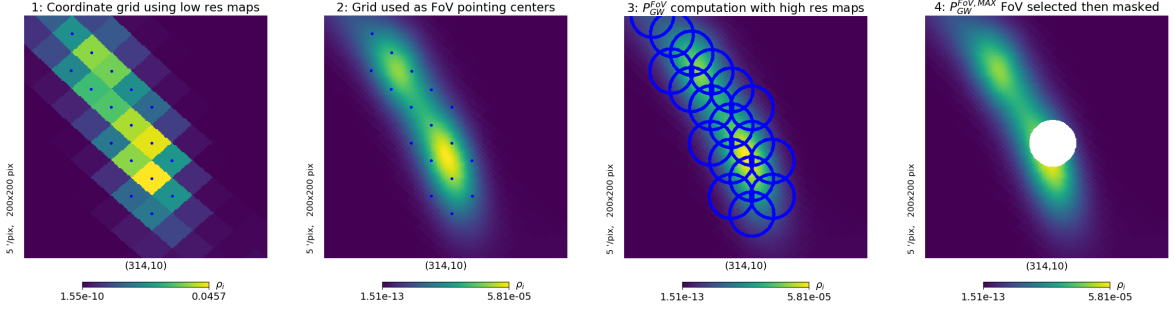 1: Coordinate grid using low res maps
5 '/pix, 200x200 pix
(314,10)
ρi
1.55e-10 0.0457
2: Grid used as FoV pointing centers
5 '/pix, 200x200 pix
(314,10)
ρi
1.51e-13 5.81e-05
3: P_GW^FoV computation with high res maps
5 '/pix, 200x200 pix
(314,10)
ρi
1.51e-13 5.81e-05
4: P_GW^FoV,MAX FoV selected then masked
5 '/pix, 200x200 pix
(314,10)
ρi
1.51e-13 5.81e-05